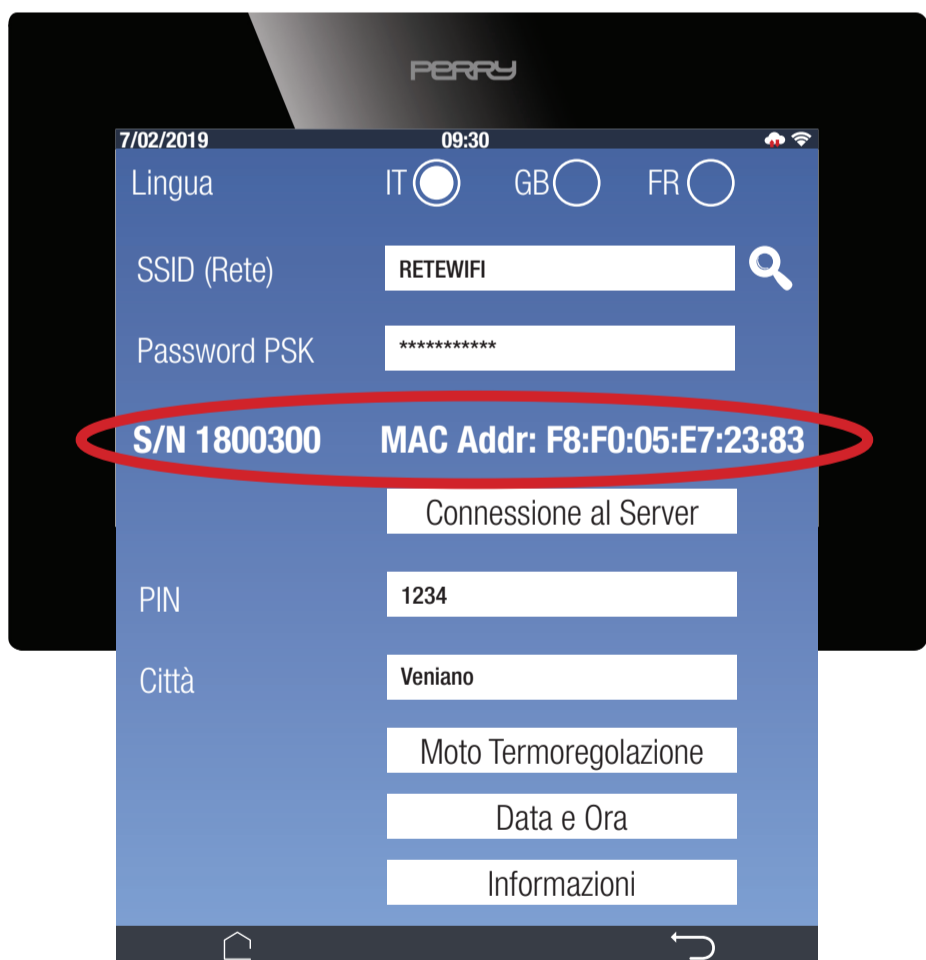 PERRY
7/02/2019 09:30
Lingua IT GB FR
SSID (Rete) RETEWIFI
Password PSK ***********
S/N 1800300 MAC Addr: F8:F0:05:E7:23:83
Connessione al Server
PIN 1234
Città Veniano
Moto Termoregolazione
Data e Ora
Informazioni